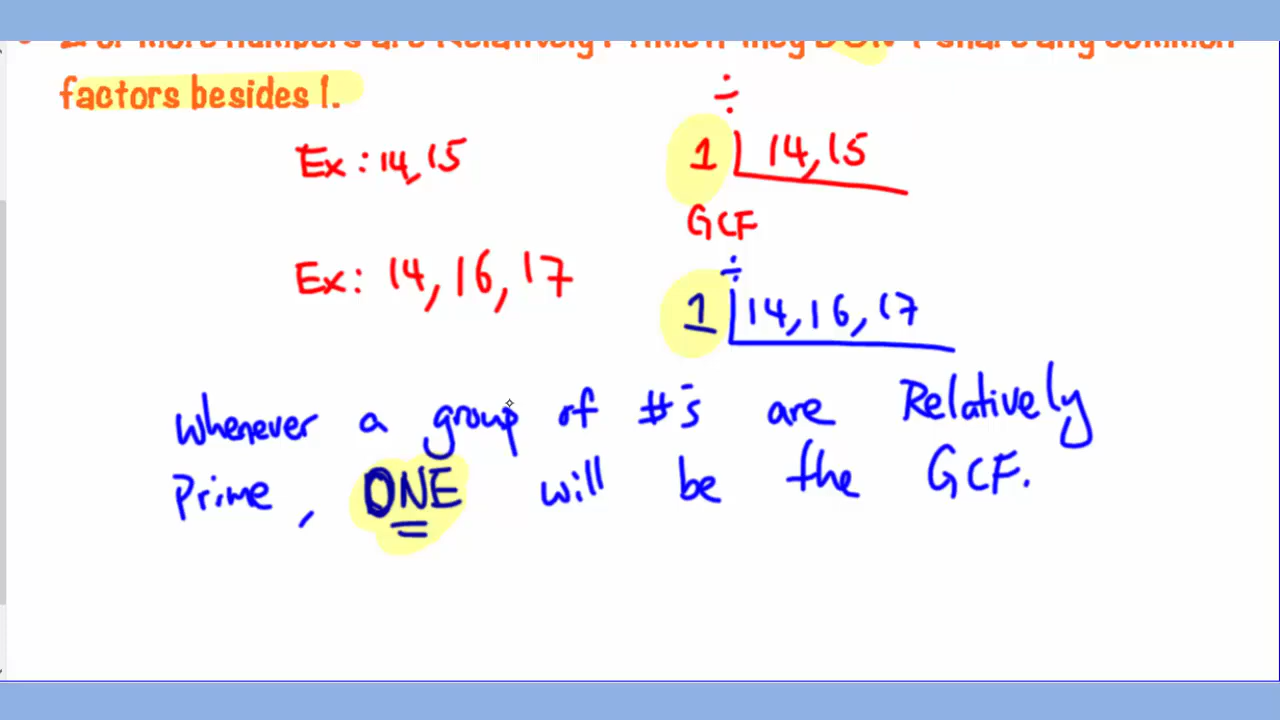 factors besides 1.
÷
Ex: 14, 15
1 14, 15
GCF
÷
Ex: 14, 16, 17
1 14, 16, 17
Whenever a group of #'s are Relatively
Prime, ONE will be the GCF.